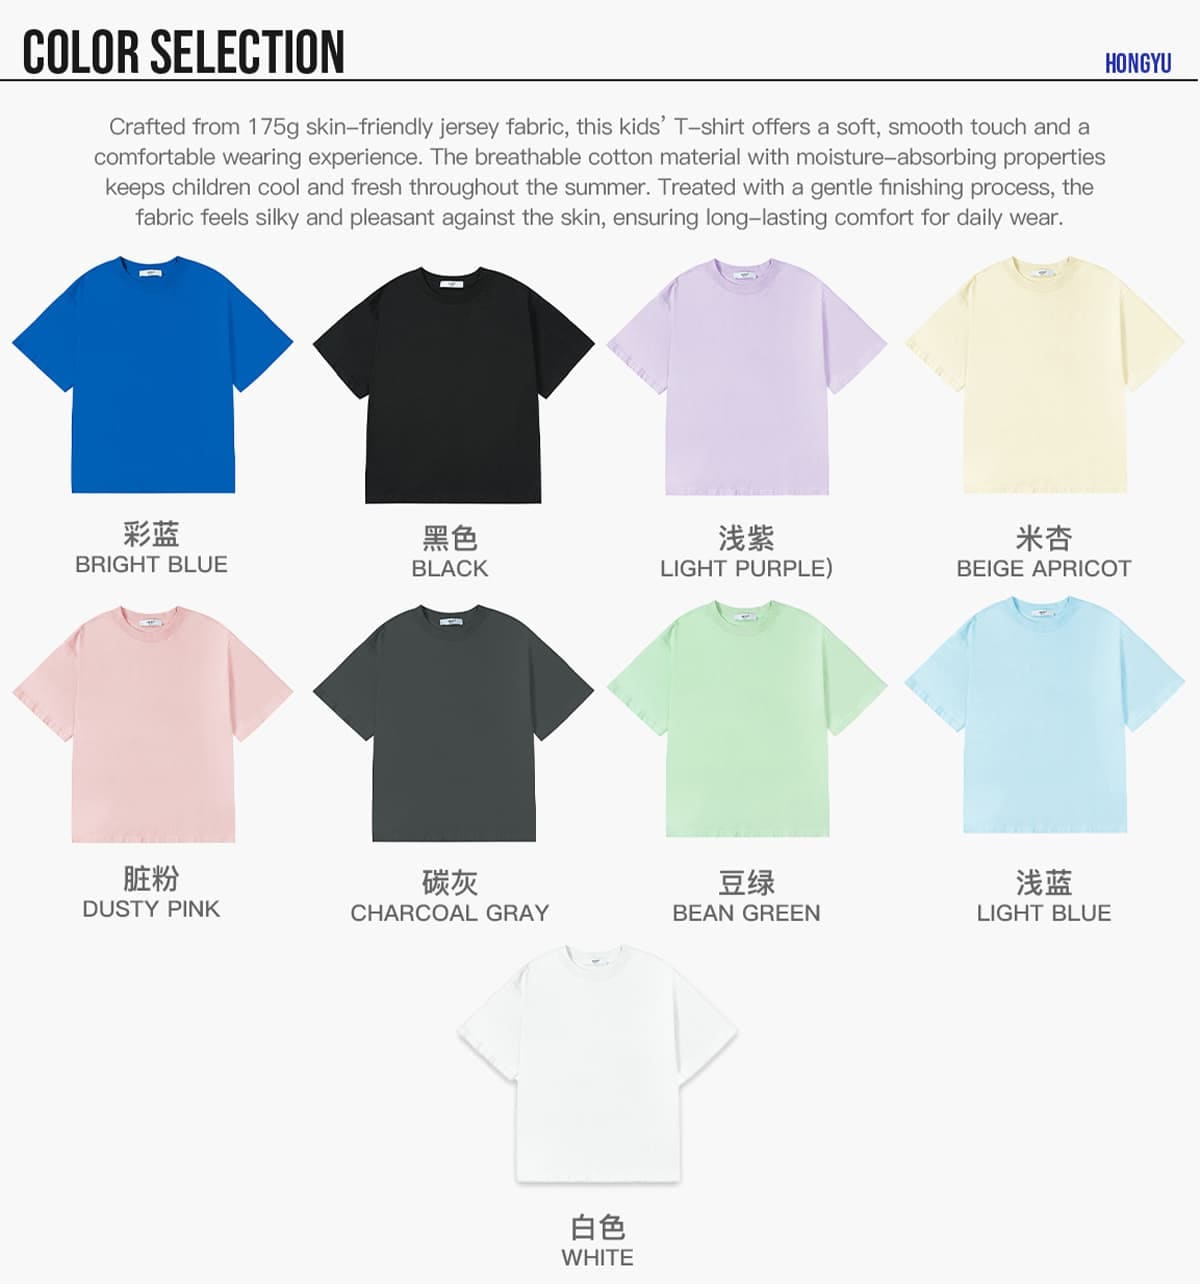 COLOR SELECTION
HONGYU
Crafted from 175g skin-friendly jersey fabric, this kids’ T-shirt offers a soft, smooth touch and a
comfortable wearing experience. The breathable cotton material with moisture-absorbing properties
keeps children cool and fresh throughout the summer. Treated with a gentle finishing process, the
fabric feels silky and pleasant against the skin, ensuring long-lasting comfort for daily wear.
彩蓝
BRIGHT BLUE
黑色
BLACK
浅紫
LIGHT PURPLE)
米杏
BEIGE APRICOT
脏粉
DUSTY PINK
碳灰
CHARCOAL GRAY
豆绿
BEAN GREEN
浅蓝
LIGHT BLUE
白色
WHITE